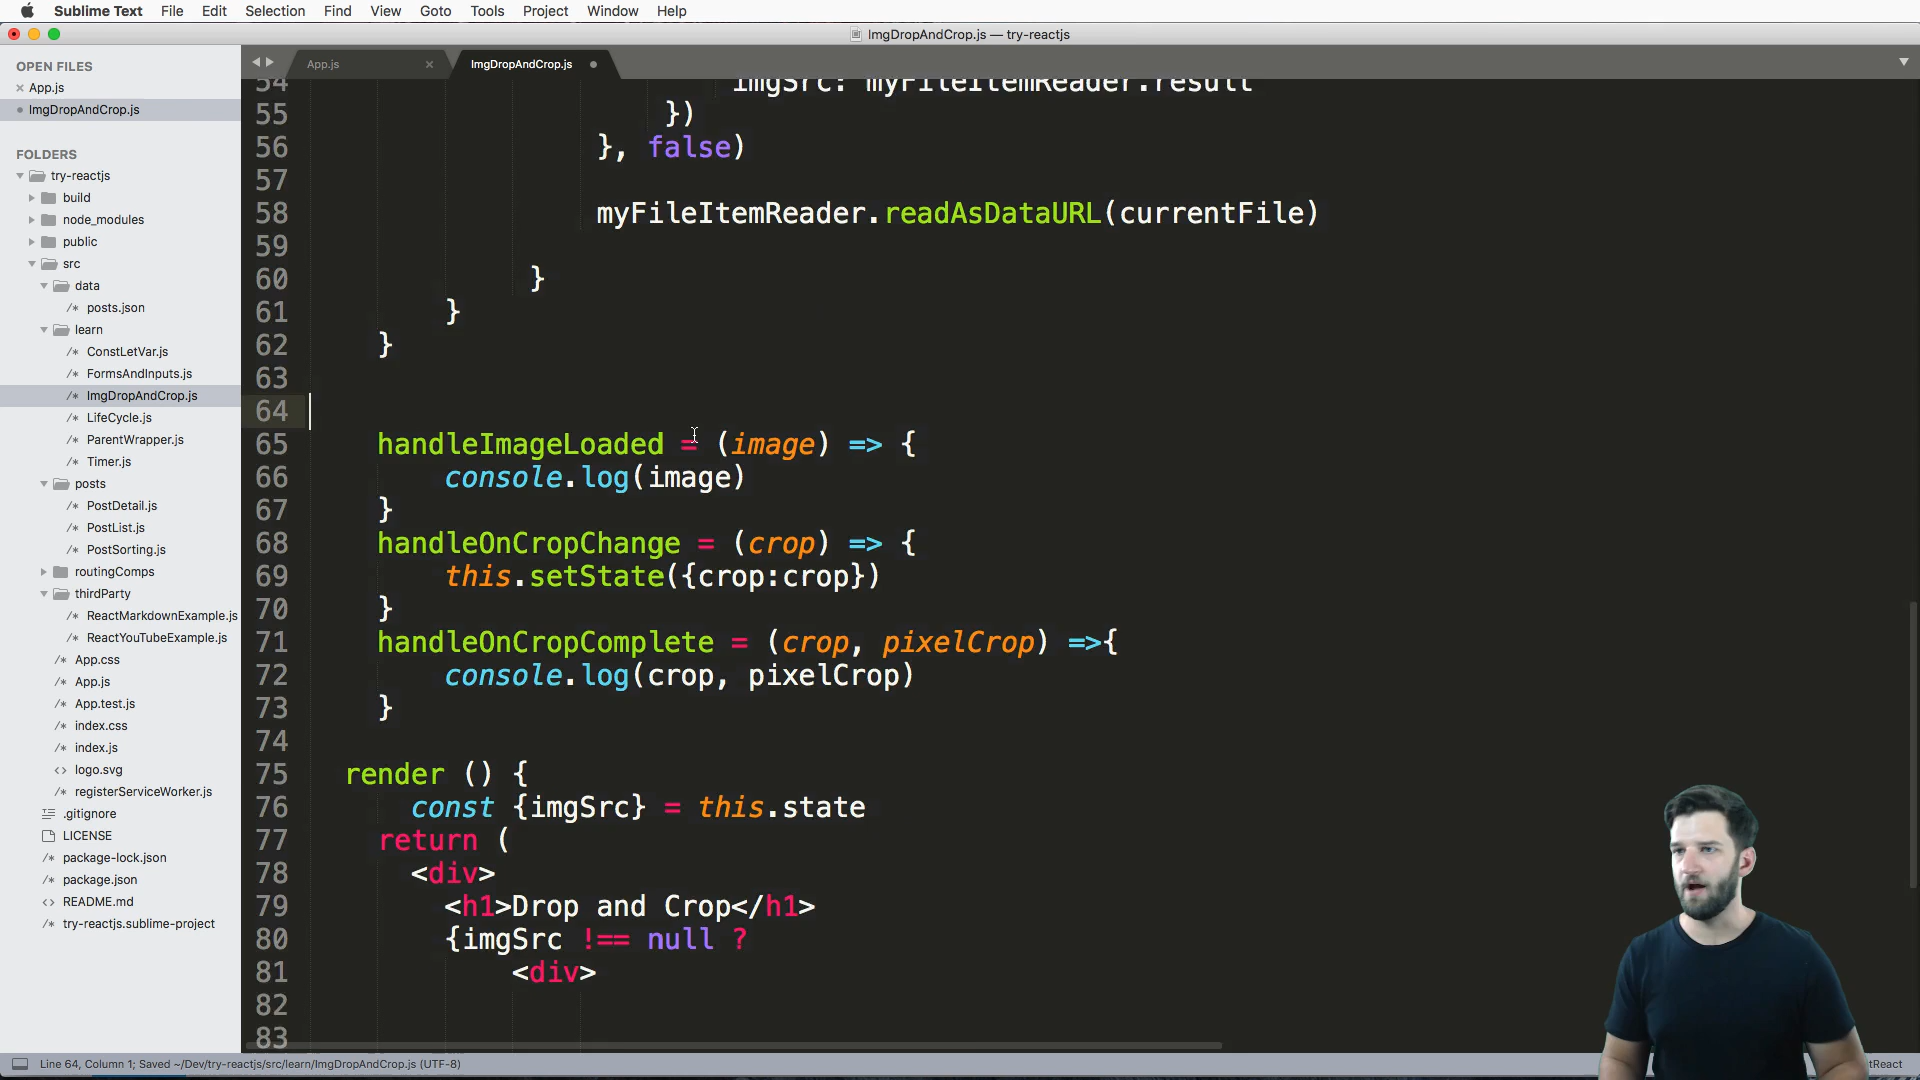 Sublime Text File Edit Selection Find View Goto Tools Project Window Help
ImgDropAndCrop.js — try-reactjs
OPEN FILES
App.js
ImgDropAndCrop.js
FOLDERS
try-reactjs
build
node_modules
public
src
data
/* posts.json
learn
/* ConstLetVar.js
/* FormsAndInputs.js
/* ImgDropAndCrop.js
/* LifeCycle.js
/* ParentWrapper.js
/* Timer.js
posts
/* PostDetail.js
/* PostList.js
/* PostSorting.js
routingComps
thirdParty
/* ReactMarkdownExample.js
/* ReactYouTubeExample.js
/* App.css
/* App.js
/* App.test.js
/* index.css
/* index.js
<> logo.svg
/* registerServiceWorker.js
.gitignore
LICENSE
/* package-lock.json
/* package.json
<> README.md
/* try-reactjs.sublime-project
App.js ImgDropAndCrop.js
54 imgSrc: myFileItemReader.result
55 })
56 }, false)
57
58 myFileItemReader.readAsDataURL(currentFile)
59
60 }
61 }
62 }
63
64
65 handleImageLoaded = (image) => {
66 console.log(image)
67 }
68 handleOnCropChange = (crop) => {
69 this.setState({crop:crop})
70 }
71 handleOnCropComplete = (crop, pixelCrop) =>{
72 console.log(crop, pixelCrop)
73 }
74
75 render () {
76 const {imgSrc} = this.state
77 return (
78 <div>
79 <h1>Drop and Crop</h1>
80 {imgSrc !== null ?
81 <div>
82
83
Line 64, Column 1; Saved ~/Dev/try-reactjs/src/learn/ImgDropAndCrop.js (UTF-8)